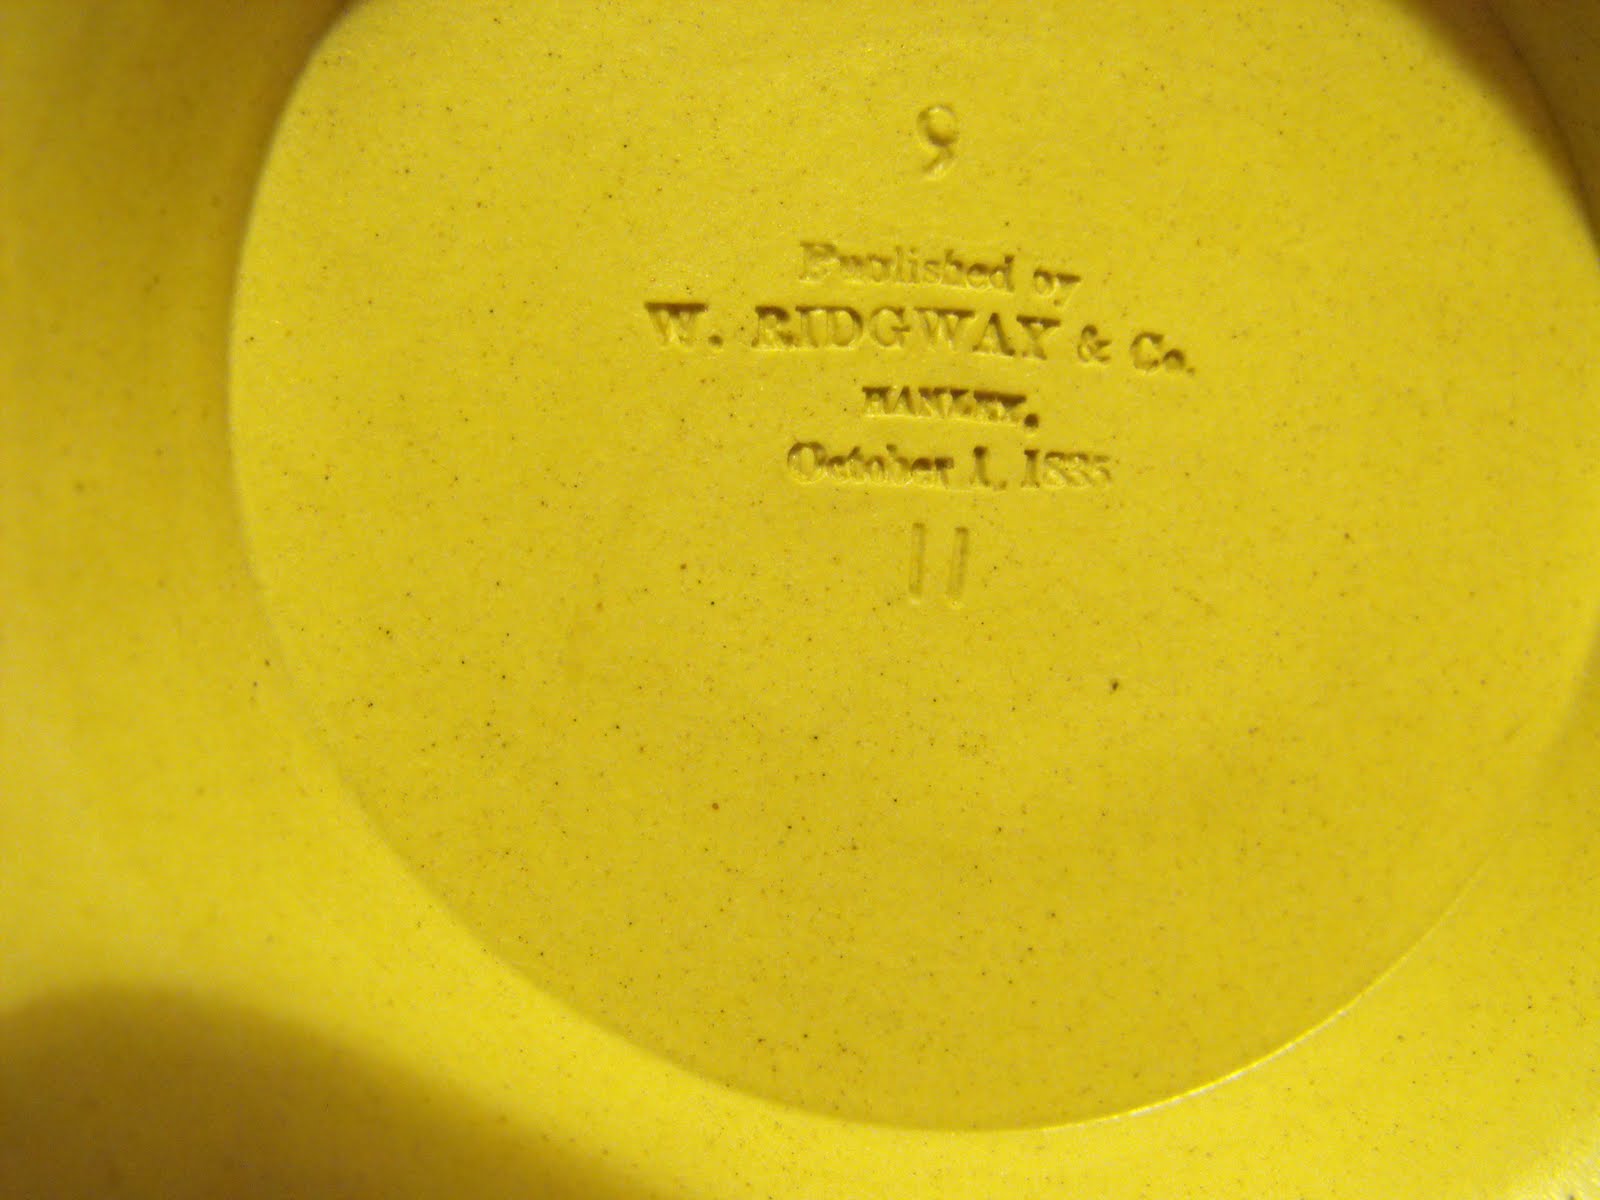 9
Published by
W. RIDGWAY & Co.
HANLEY.
October 1, 1835
11